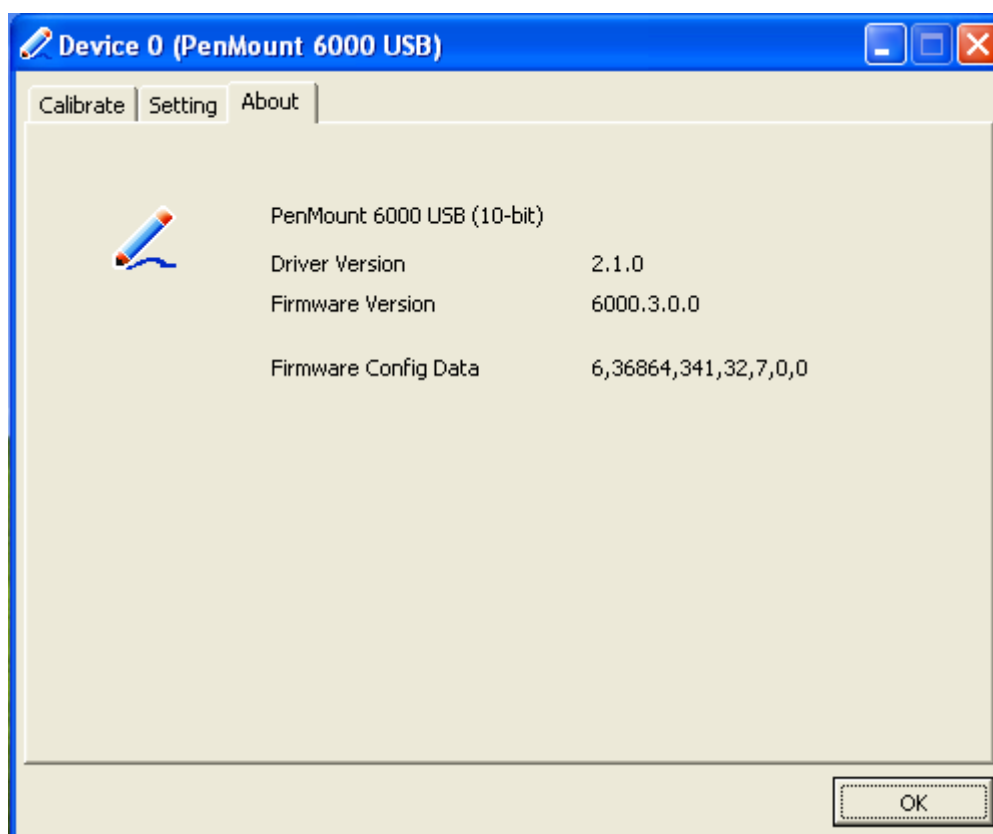 Device 0 (PenMount 6000 USB)
Calibrate Setting About
PenMount 6000 USB (10-bit)
Driver Version 2.1.0
Firmware Version 6000.3.0.0
Firmware Config Data 6,36864,341,32,7,0,0
OK